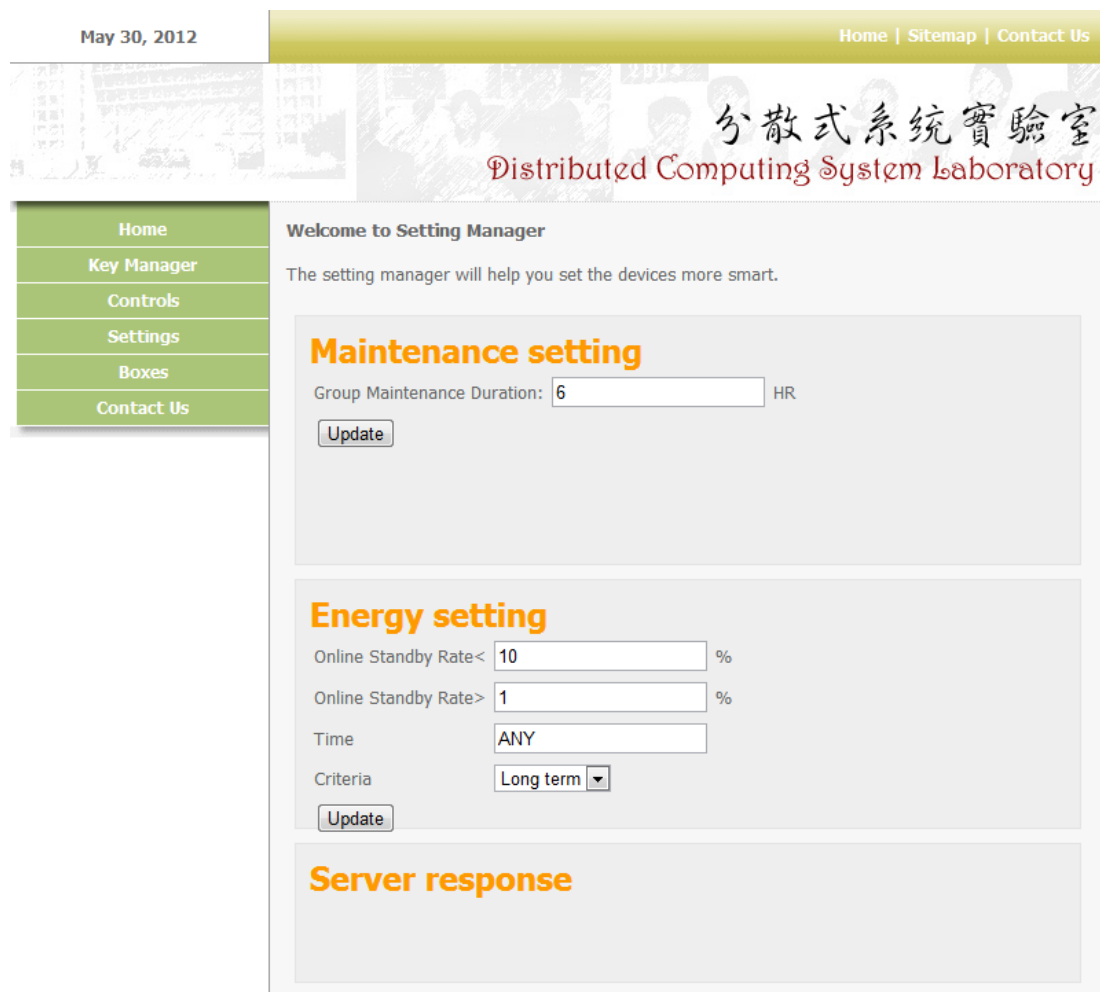 May 30, 2012
Home | Sitemap | Contact Us
分散式系統實驗室
Distributed Computing System Laboratory
Home
Key Manager
Controls
Settings
Boxes
Contact Us
Welcome to Setting Manager
The setting manager will help you set the devices more smart.
Maintenance setting
Group Maintenance Duration: 6 HR
Update
Energy setting
Online Standby Rate< 10 %
Online Standby Rate> 1 %
Time ANY
Criteria Long term
Update
Server response